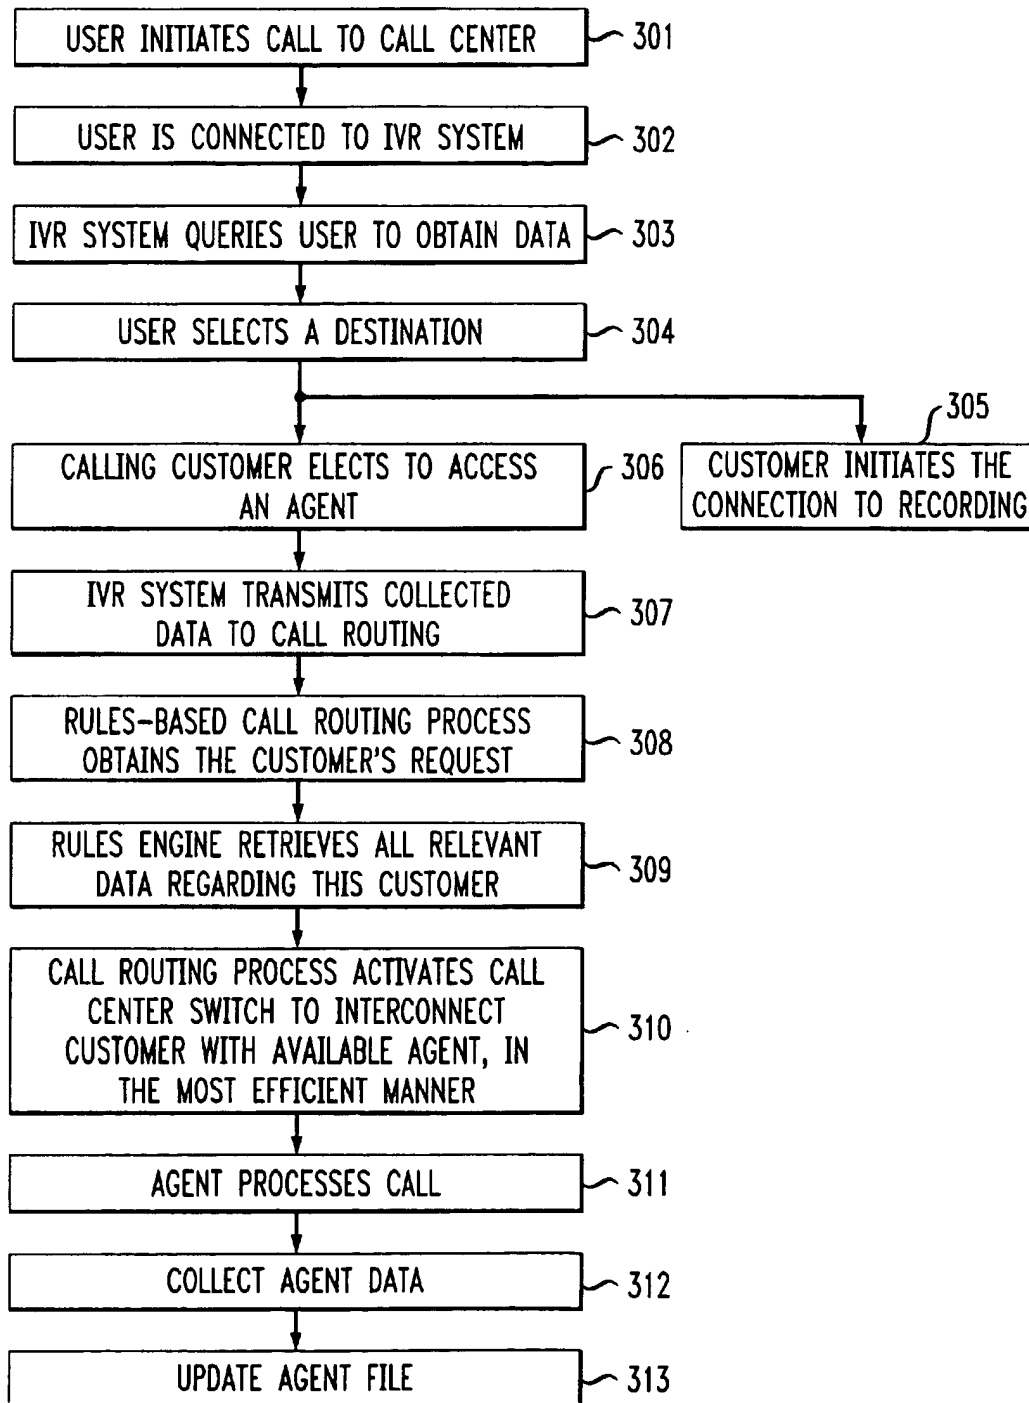 USER INITIATES CALL TO CALL CENTER
301
USER IS CONNECTED TO IVR SYSTEM
302
IVR SYSTEM QUERIES USER TO OBTAIN DATA
303
USER SELECTS A DESTINATION
304
305
CUSTOMER INITIATES THE
CONNECTION TO RECORDING
CALLING CUSTOMER ELECTS TO ACCESS
AN AGENT
306
IVR SYSTEM TRANSMITS COLLECTED
DATA TO CALL ROUTING
307
RULES-BASED CALL ROUTING PROCESS
OBTAINS THE CUSTOMER'S REQUEST
308
RULES ENGINE RETRIEVES ALL RELEVANT
DATA REGARDING THIS CUSTOMER
309
CALL ROUTING PROCESS ACTIVATES CALL
CENTER SWITCH TO INTERCONNECT
CUSTOMER WITH AVAILABLE AGENT, IN
THE MOST EFFICIENT MANNER
310
AGENT PROCESSES CALL
311
COLLECT AGENT DATA
312
UPDATE AGENT FILE
313